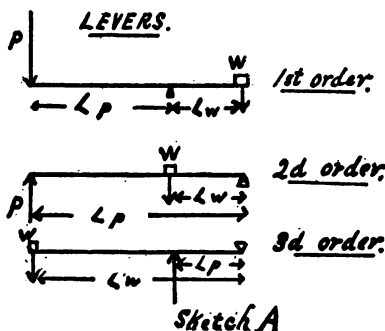 LEVERS.
P
W
1st order.
Lp Lw
W
2d order.
Lw
P
Lp
W
3d order.
Lp
Lw
Sketch A